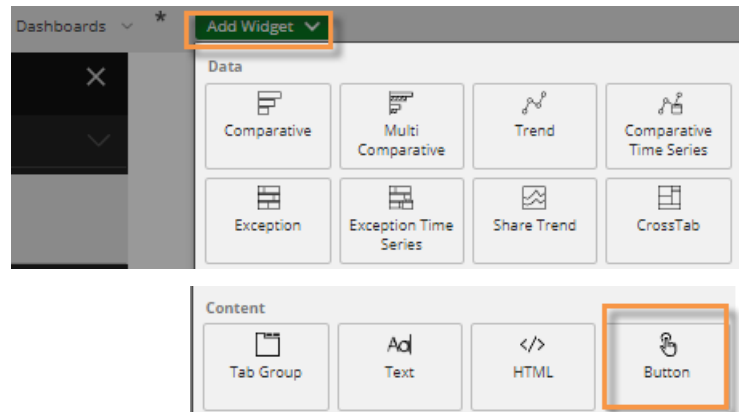 Dashboards *
Add Widget
Data
Comparative
Multi
Comparative
Trend
Comparative
Time Series
Exception
Exception Time
Series
Share Trend
CrossTab
Content
Tab Group
Aa
Text
</>
HTML
Button